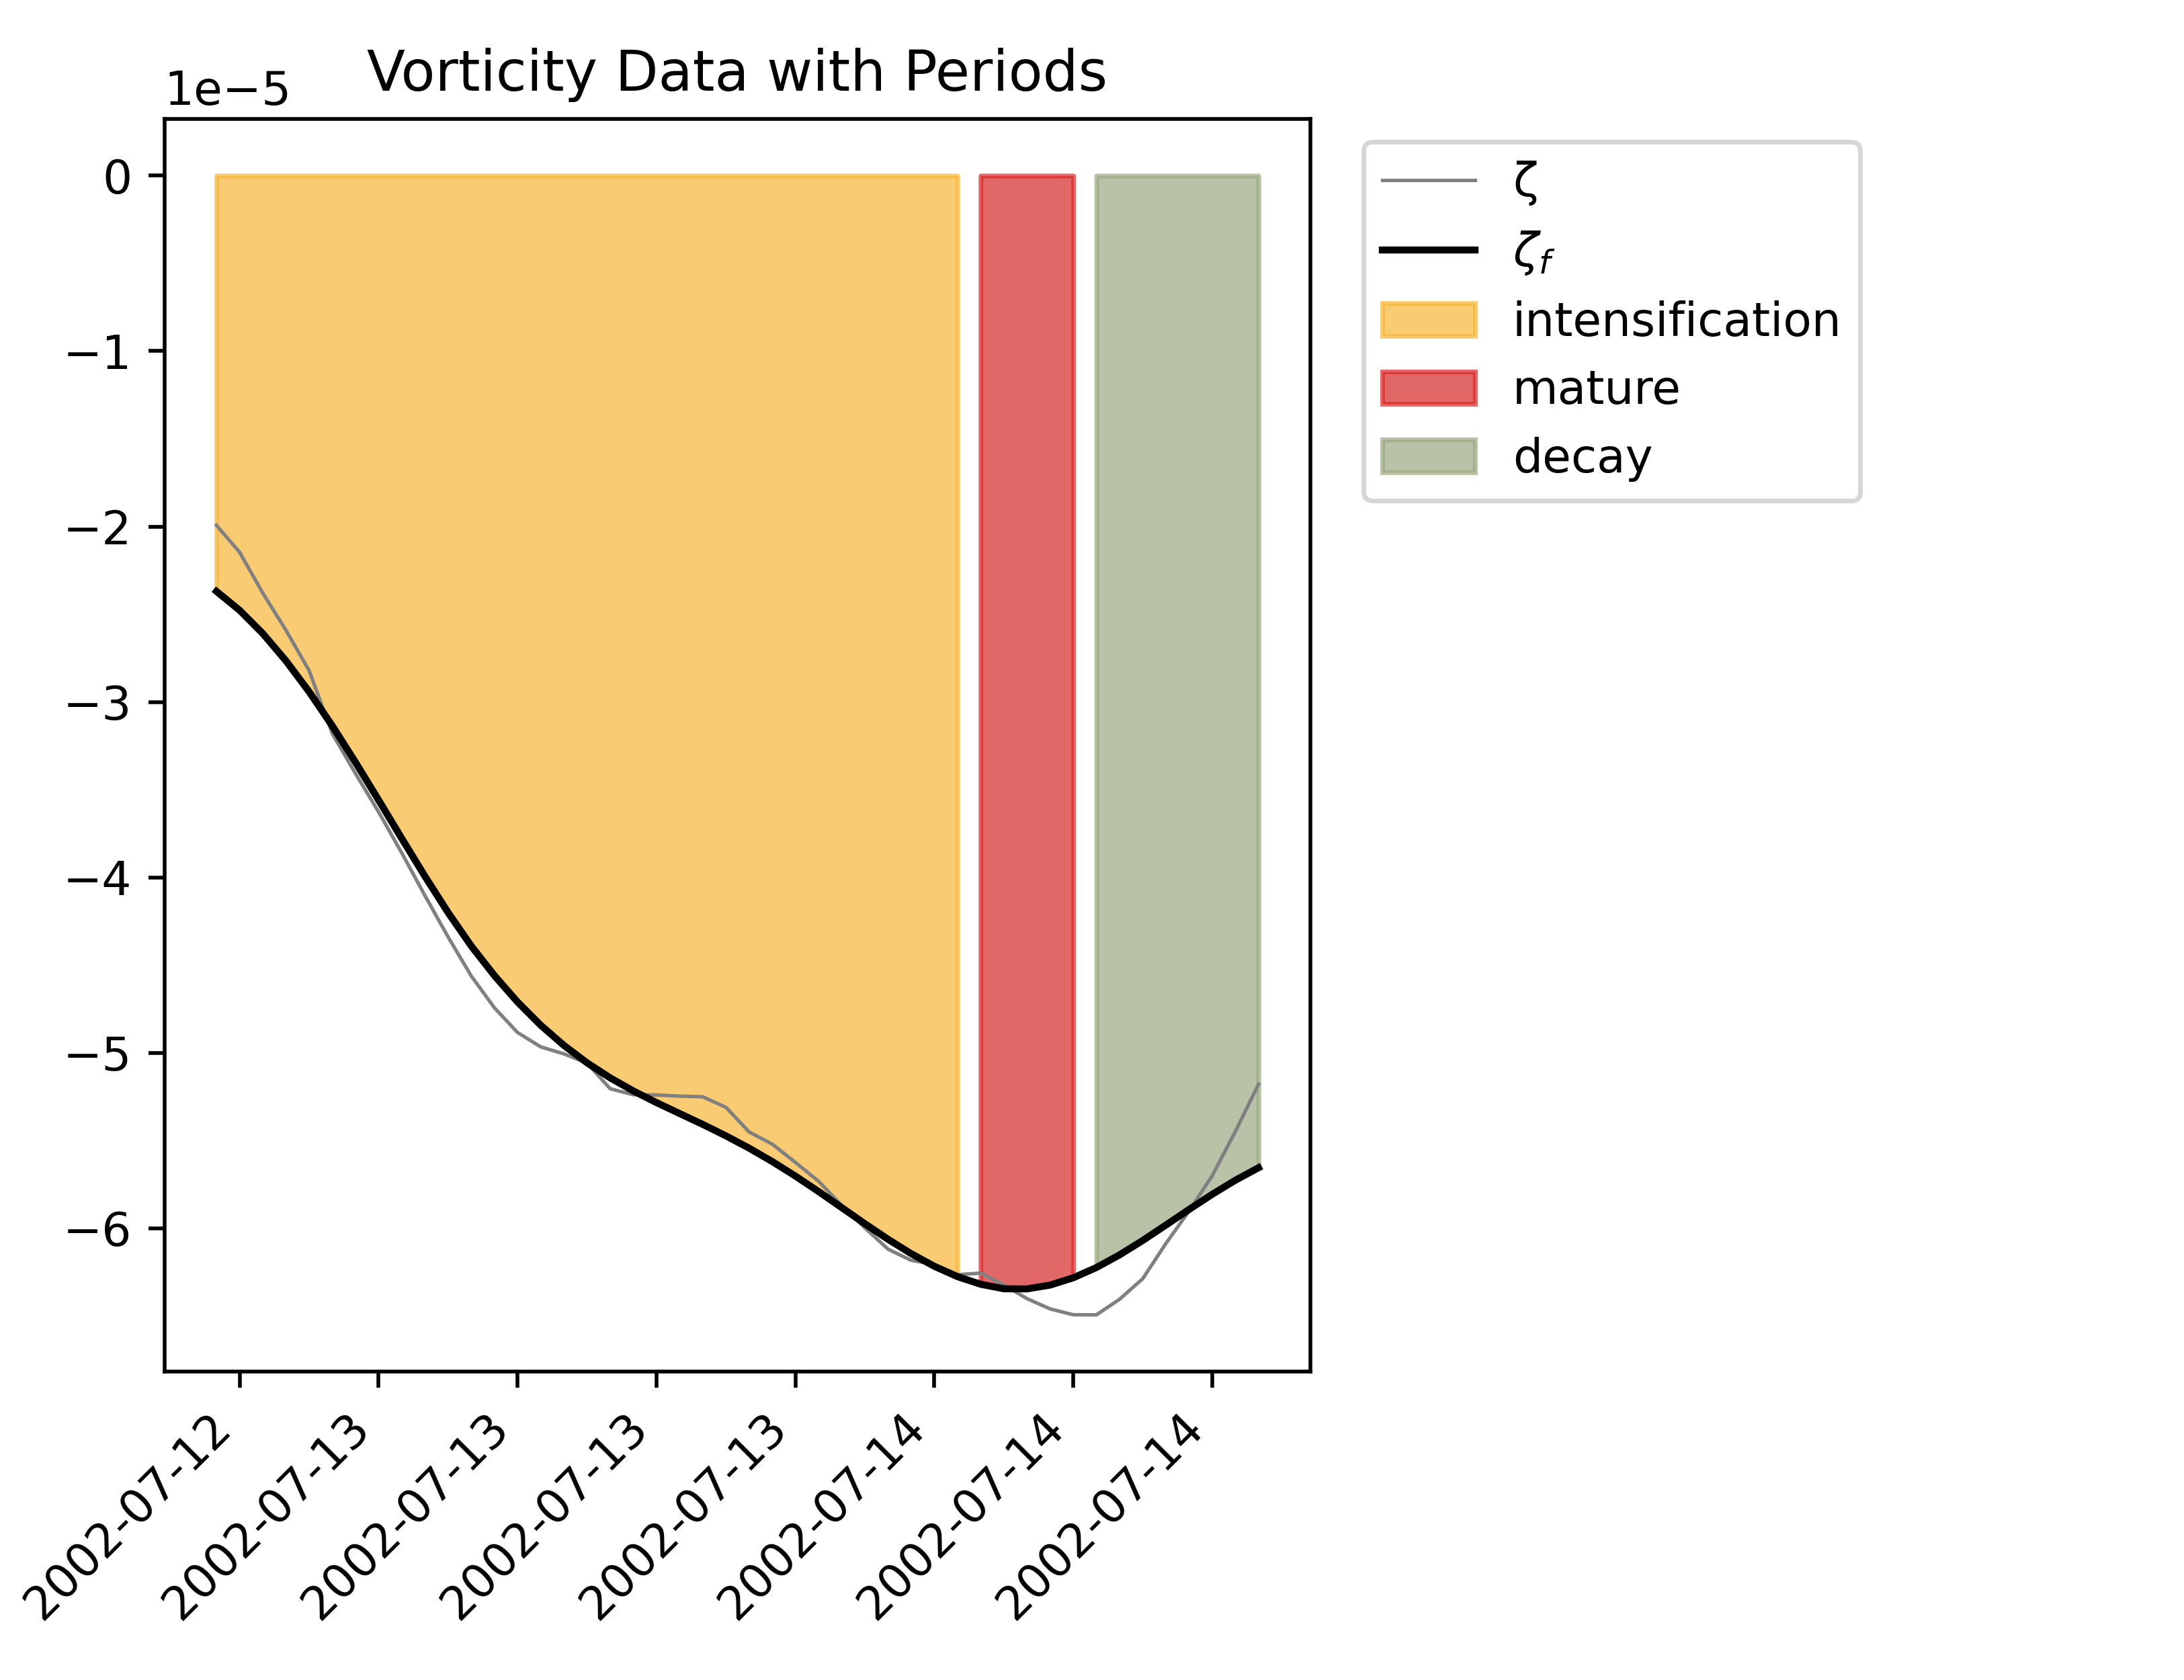 Vorticity Data with Periods
1e−5
0
−1
−2
−3
−4
−5
−6
2002-07-12
2002-07-13
2002-07-13
2002-07-13
2002-07-13
2002-07-14
2002-07-14
2002-07-14
ζ
ζf
intensification
mature
decay